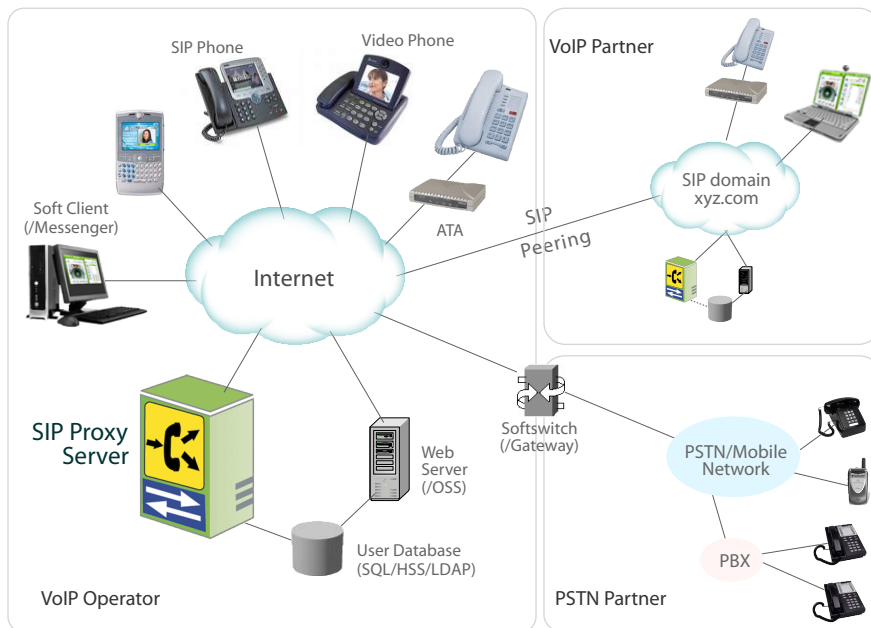 SIP Phone
Video Phone
Soft Client
(/Messenger)
ATA
Internet
SIP Proxy
Server
Web
Server
(/OSS)
User Database
(SQL/HSS/LDAP)
VoIP Operator
SIP
Peering
VoIP Partner
SIP domain
xyz.com
Softswitch
(/Gateway)
PSTN/Mobile
Network
PBX
PSTN Partner